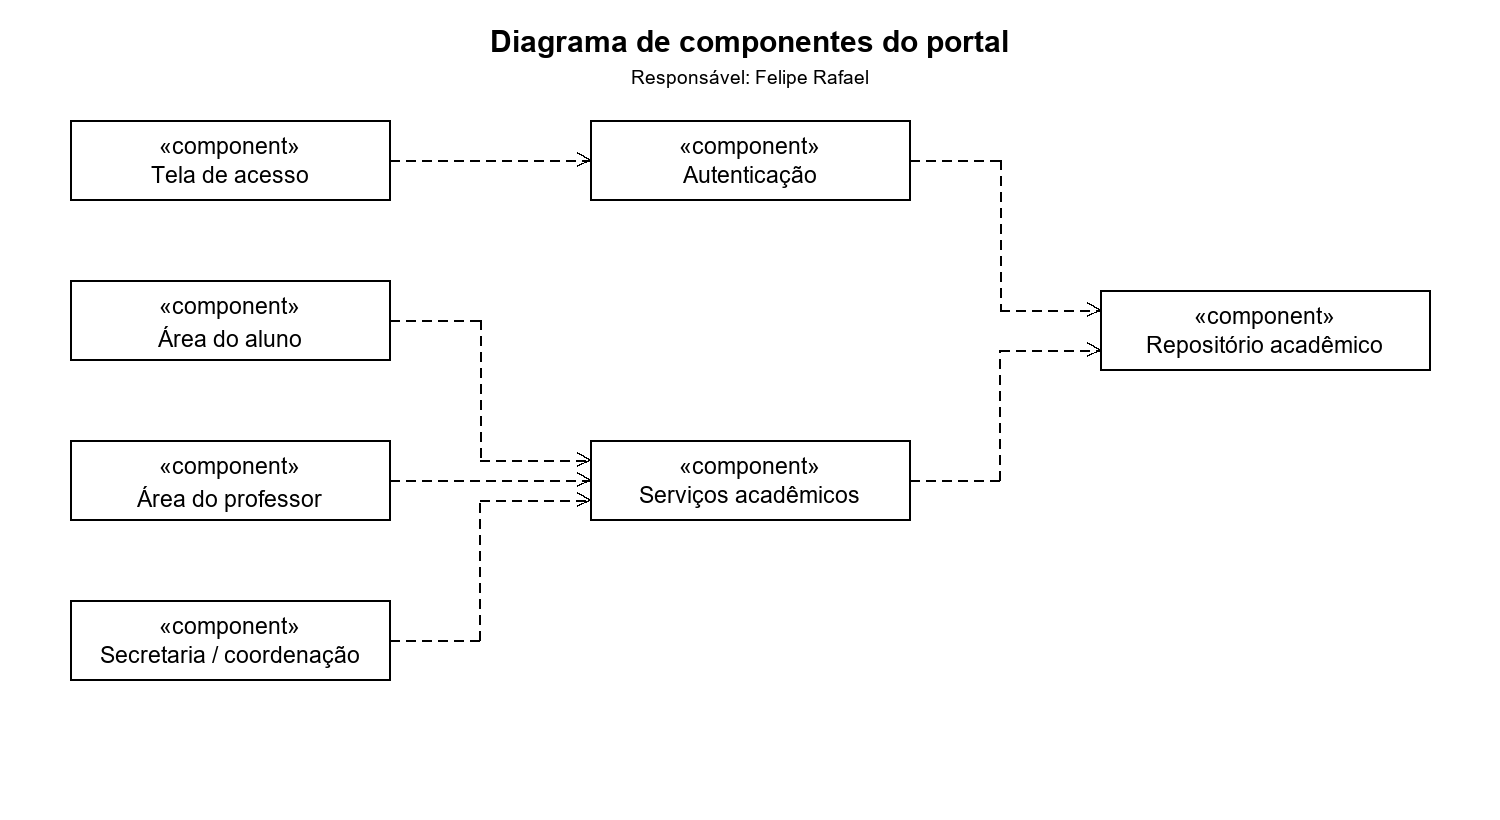 Diagrama de componentes do portal
Responsável: Felipe Rafael
«component»
Tela de acesso
«component»
Autenticação
«component»
Área do aluno
«component»
Repositório acadêmico
«component»
Área do professor
«component»
Serviços acadêmicos
«component»
Secretaria / coordenação